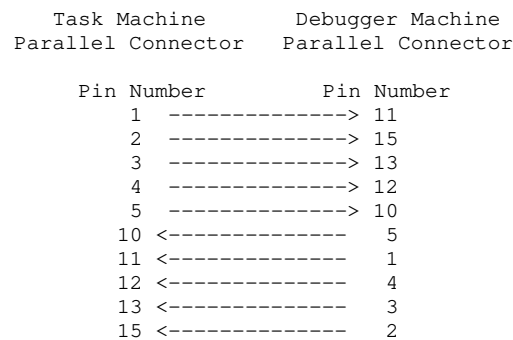 Task Machine Debugger Machine
Parallel Connector Parallel Connector
Pin Number Pin Number
1 --------------> 11
2 --------------> 15
3 --------------> 13
4 --------------> 12
5 --------------> 10
10 <-------------- 5
11 <-------------- 1
12 <-------------- 4
13 <-------------- 3
15 <-------------- 2